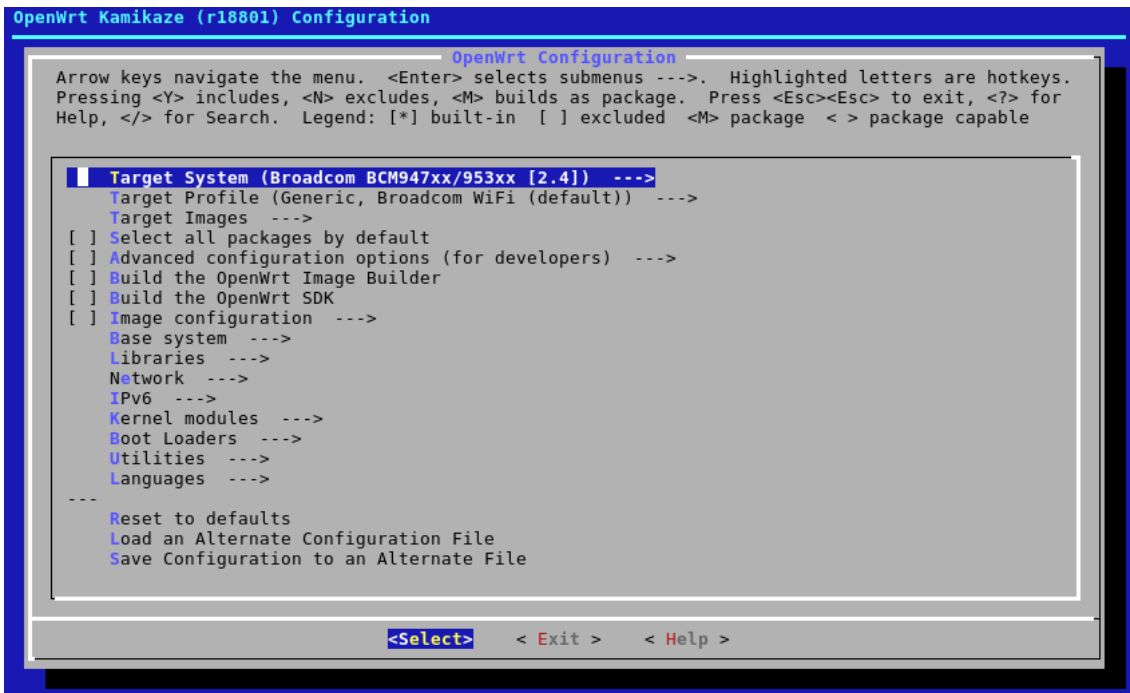 OpenWrt Kamikaze (r18801) Configuration
OpenWrt Configuration
Arrow keys navigate the menu.  <Enter> selects submenus --->.  Highlighted letters are hotkeys.
Pressing <Y> includes, <N> excludes, <M> builds as package.  Press <Esc><Esc> to exit, <?> for
Help, </> for Search.  Legend: [*] built-in  [ ] excluded  <M> package  < > package capable
Target System (Broadcom BCM947xx/953xx [2.4])  --->
Target Profile (Generic, Broadcom WiFi (default))  --->
Target Images  --->
[ ] Select all packages by default
[ ] Advanced configuration options (for developers)  --->
[ ] Build the OpenWrt Image Builder
[ ] Build the OpenWrt SDK
[ ] Image configuration  --->
Base system  --->
Libraries  --->
Network  --->
IPv6  --->
Kernel modules  --->
Boot Loaders  --->
Utilities  --->
Languages  --->
---
Reset to defaults
Load an Alternate Configuration File
Save Configuration to an Alternate File
<Select>    < Exit >    < Help >